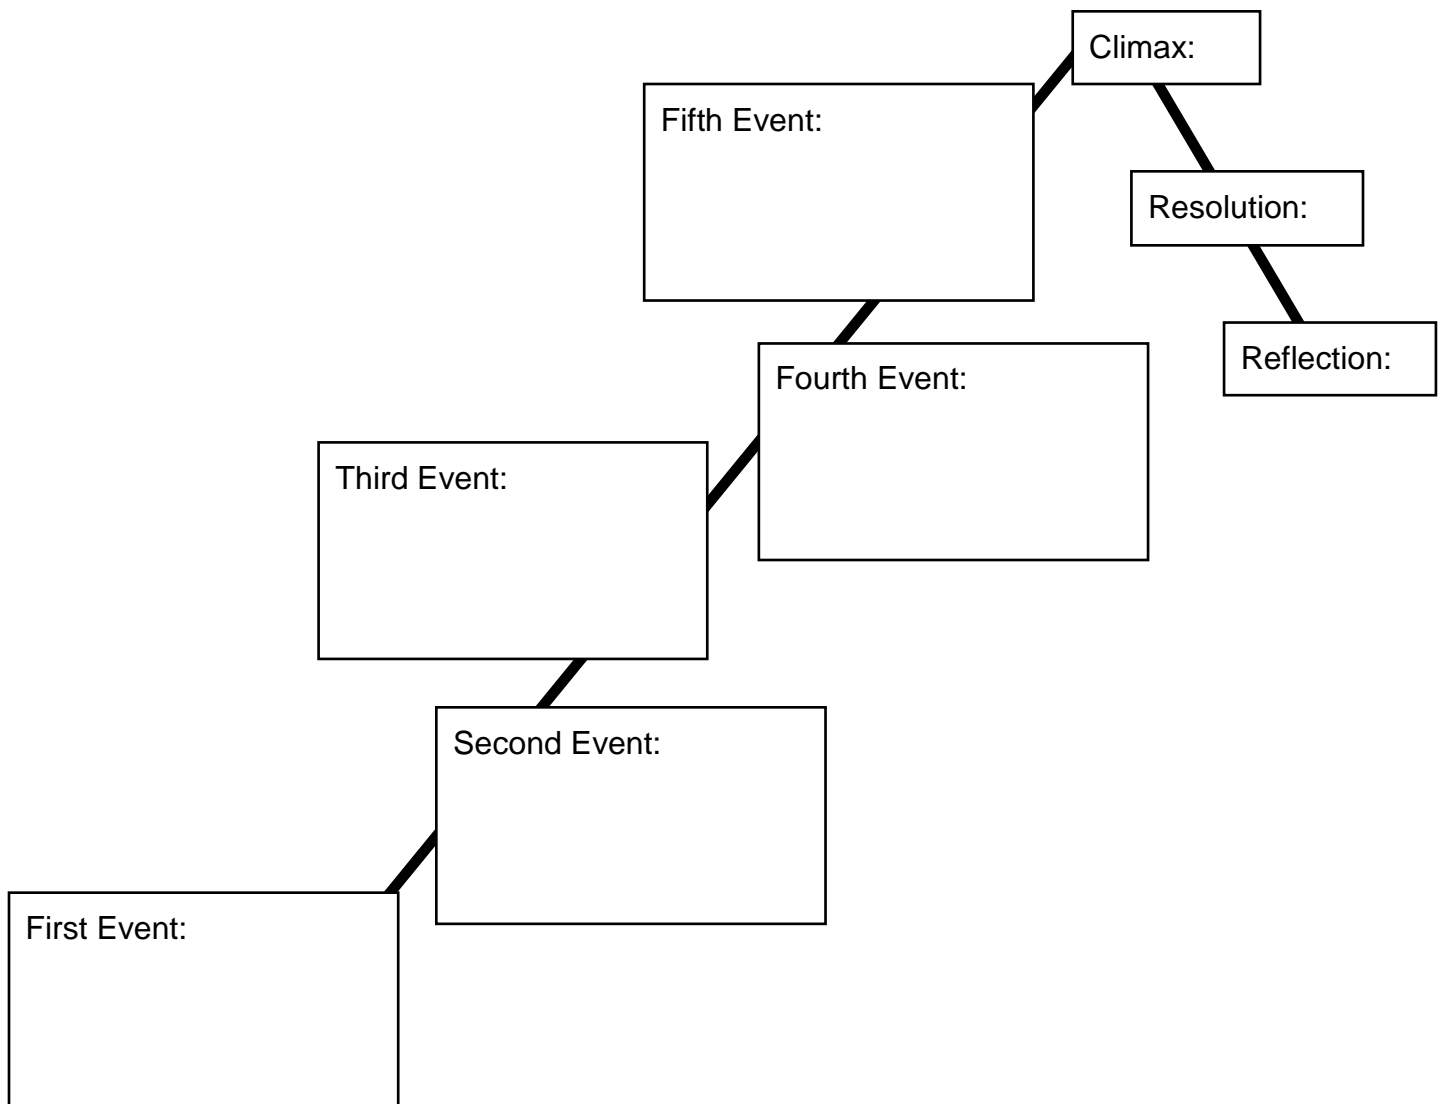 Climax:
Fifth Event:
Resolution:
Reflection:
Fourth Event:
Third Event:
Second Event:
First Event: